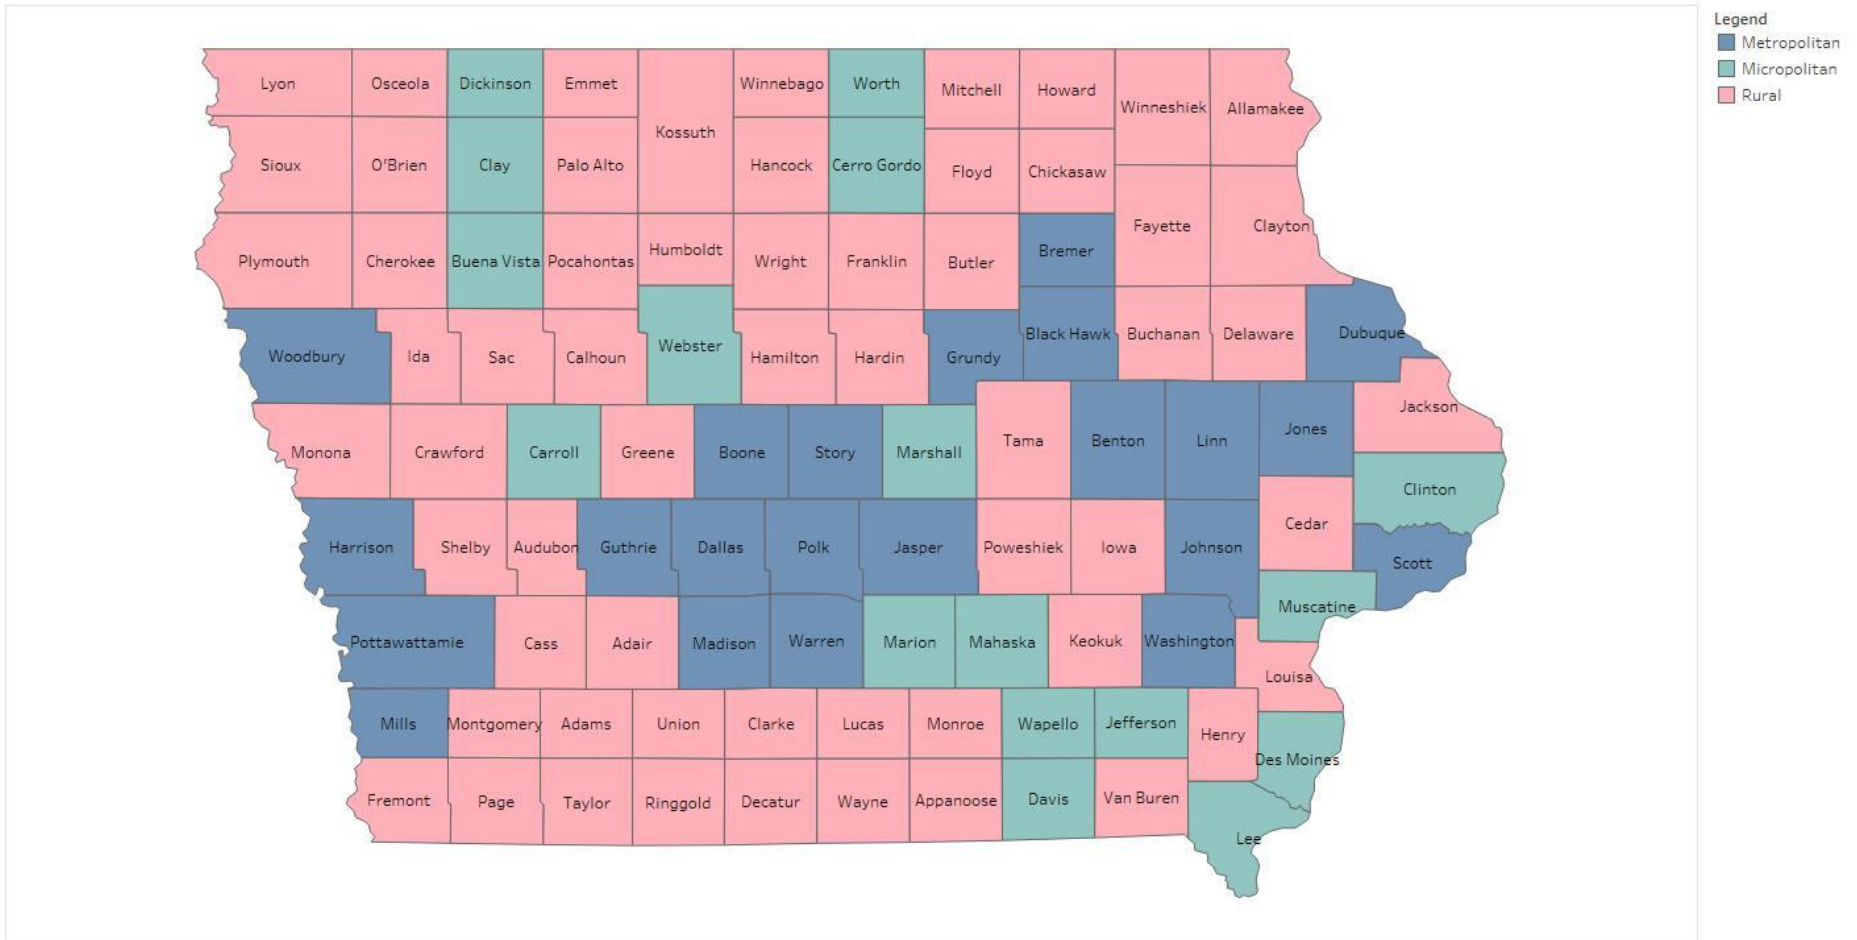 Legend
Metropolitan
Micropolitan
Rural
Lyon
Osceola
Dickinson
Emmet
Kossuth
Winnebago
Worth
Mitchell
Howard
Winneshiek
Allamakee
Sioux
O'Brien
Clay
Palo Alto
Hancock
Cerro Gordo
Floyd
Chickasaw
Plymouth
Cherokee
Buena Vista
Pocahontas
Humboldt
Wright
Franklin
Butler
Bremer
Fayette
Clayton
Woodbury
Ida
Sac
Calhoun
Webster
Hamilton
Hardin
Grundy
Black Hawk
Buchanan
Delaware
Dubuque
Monona
Crawford
Carroll
Greene
Boone
Story
Marshall
Tama
Benton
Linn
Jones
Jackson
Clinton
Harrison
Shelby
Audubon
Guthrie
Dallas
Polk
Jasper
Poweshiek
Iowa
Johnson
Cedar
Scott
Muscatine
Pottawattamie
Cass
Adair
Madison
Warren
Marion
Mahaska
Keokuk
Washington
Louisa
Mills
Montgomery
Adams
Union
Clarke
Lucas
Monroe
Wapello
Jefferson
Henry
Des Moines
Fremont
Page
Taylor
Ringgold
Decatur
Wayne
Appanoose
Davis
Van Buren
Lee